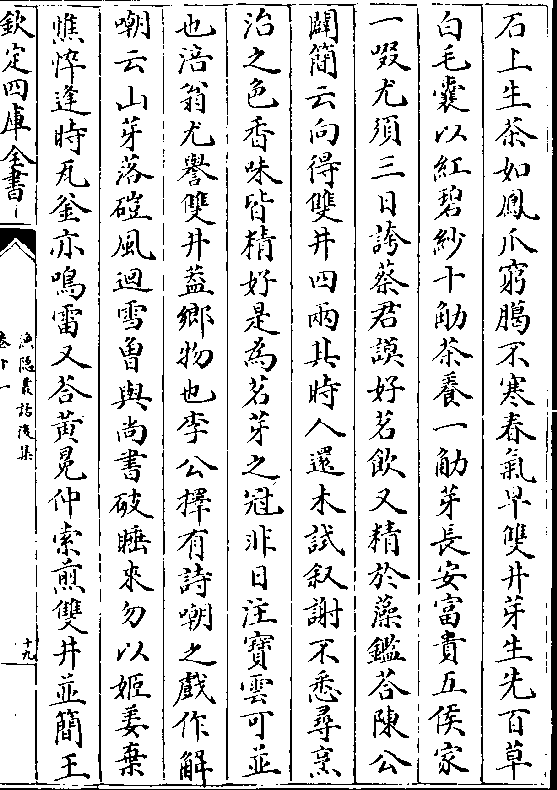 石上生茶如鳳爪窮臈不寒春氣早雙井芽生先百草
白毛囊以紅碧紗十觔茶養一觔芽長安富貴五侯家
一啜尤須三日誇蔡君謨好茗飲又精於藻鑑答陳公
闢簡云向得雙井四兩其時人還未試叙謝不悉尋烹
治之色香味皆精好是為茗芽之冠非日注寶雲可並
也涪翁尤譽雙井葢鄉物也李公擇有詩嘲之戲作解
嘲云山芽落磑風迴雪曽與尚書破睡來勿以姬姜棄
憔悴逢時瓦釜亦鳴雷又答黄冕仲索煎雙井並簡王
欽定四庫全書
漁隠叢話後集
卷十一
十九